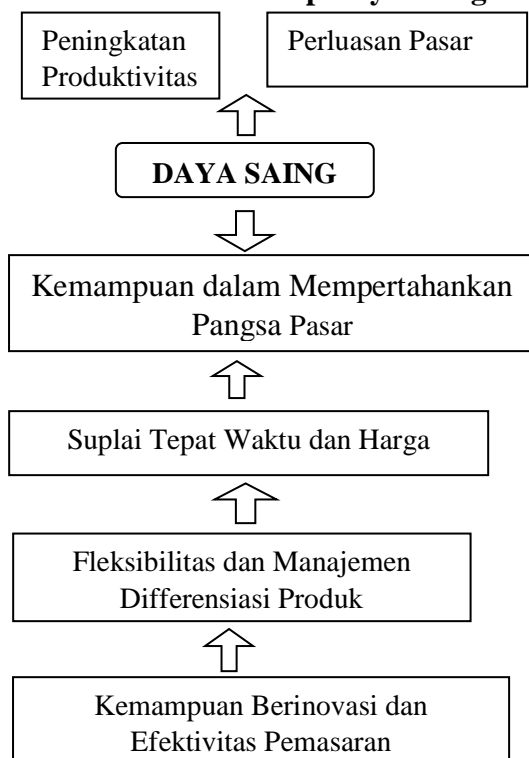 Peningkatan
Produktivitas
Perluasan Pasar
DAYA SAING
Kemampuan dalam Mempertahankan
Pangsa Pasar
Suplai Tepat Waktu dan Harga
Fleksibilitas dan Manajemen
Differensiasi Produk
Kemampuan Berinovasi dan
Efektivitas Pemasaran